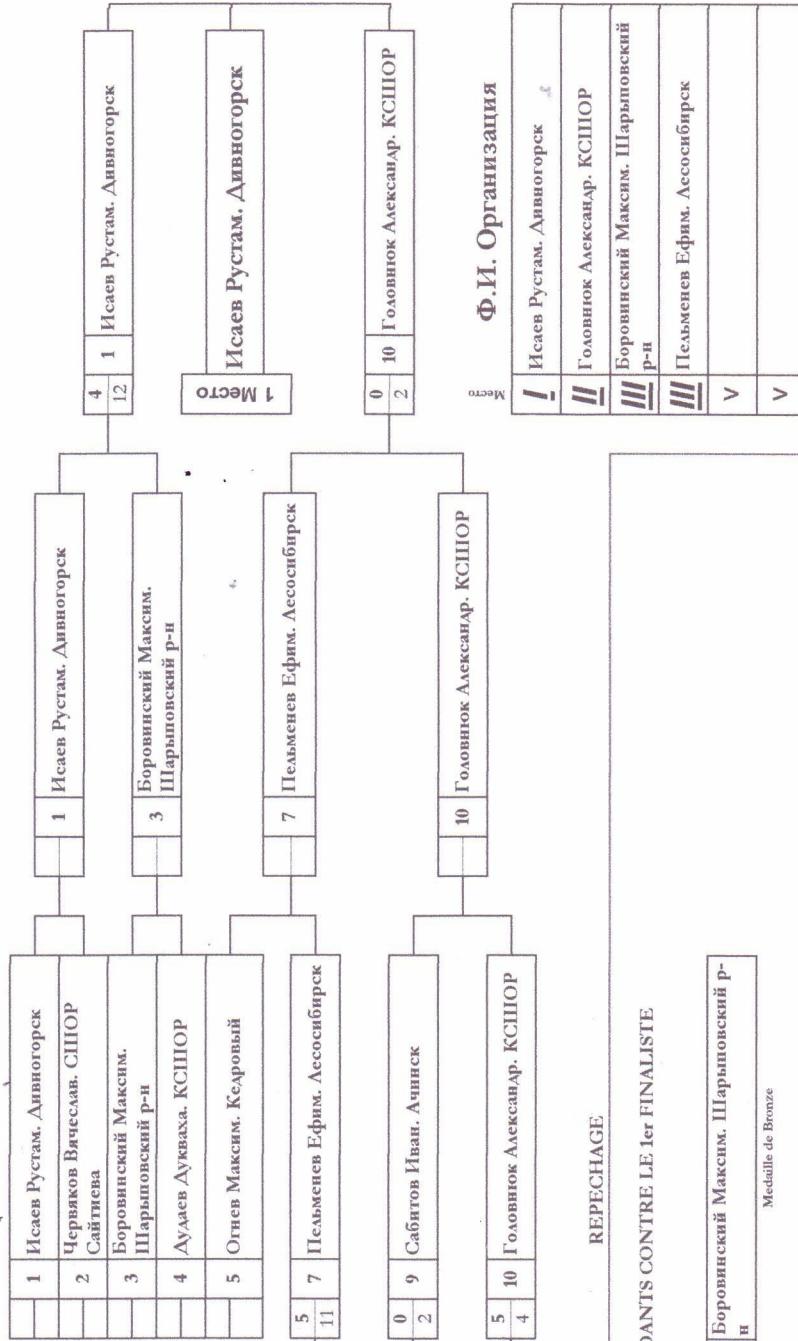 1 Исаев Рустам. Дивногорск
2 Червяков Вячеслав. СШОР
Сайтиева
3 Боровинский Максим.
Шарыповский р-н
4 Дудаев Дукваха. КСШОР
5 Огнев Максим. Кедровый
5
11
7 Пельменев Ефим. Лесосибирск
0
2
9 Сабитов Иван. Ачинск
5
4
10 Головнюк Александр. КСШОР
1 Исаев Рустам. Дивногорск
3 Боровинский Максим.
Шарыповский р-н
7 Пельменев Ефим. Лесосибирск
10 Головнюк Александр. КСШОР
4
12
1 Исаев Рустам. Дивногорск
1 Место
Исаев Рустам. Дивногорск
0
2
10 Головнюк Александр. КСШОР
REPECHAGE
DANTS CONTRE LE 1er FINALISTE
Боровинский Максим. Шарыповский р-
н
Medaille de Bronze
Место
Ф.И. Организация
I Исаев Рустам. Дивногорск
II Головнюк Александр. КСШОР
III Боровинский Максим. Шарыповский
р-н
III Пельменев Ефим. Лесосибирск
V
V